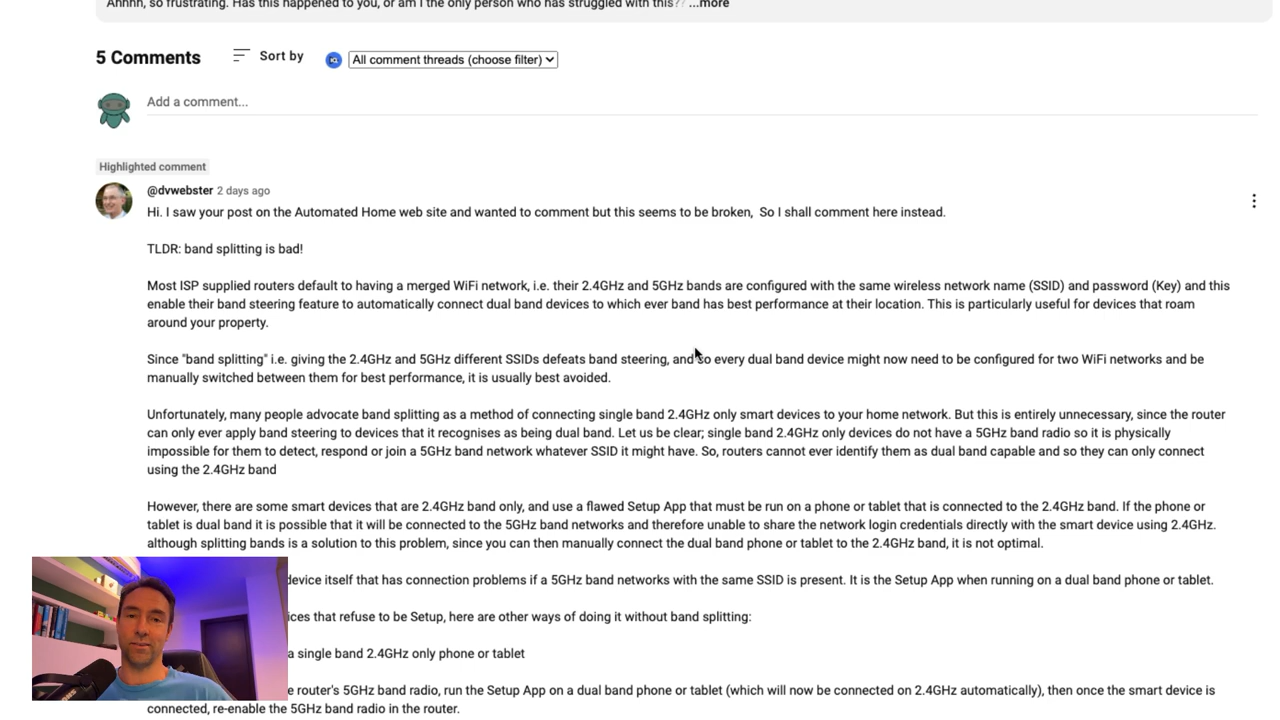 Ahhhh, so frustrating. Has this happened to you, or am I the only person who has struggled with this?? ...more
5 Comments
Sort by
All comment threads (choose filter)
Add a comment...
Highlighted comment
@dvwebster 2 days ago
Hi. I saw your post on the Automated Home web site and wanted to comment but this seems to be broken,  So I shall comment here instead.
TLDR: band splitting is bad!
Most ISP supplied routers default to having a merged WiFi network, i.e. their 2.4GHz and 5GHz bands are configured with the same wireless network name (SSID) and password (Key) and this
enable their band steering feature to automatically connect dual band devices to which ever band has best performance at their location. This is particularly useful for devices that roam
around your property.
Since "band splitting" i.e. giving the 2.4GHz and 5GHz different SSIDs defeats band steering, and so every dual band device might now need to be configured for two WiFi networks and be
manually switched between them for best performance, it is usually best avoided.
Unfortunately, many people advocate band splitting as a method of connecting single band 2.4GHz only smart devices to your home network. But this is entirely unnecessary, since the router
can only ever apply band steering to devices that it recognises as being dual band. Let us be clear; single band 2.4GHz only devices do not have a 5GHz band radio so it is physically
impossible for them to detect, respond or join a 5GHz band network whatever SSID it might have. So, routers cannot ever identify them as dual band capable and so they can only connect
using the 2.4GHz band
However, there are some smart devices that are 2.4GHz band only, and use a flawed Setup App that must be run on a phone or tablet that is connected to the 2.4GHz band. If the phone or
tablet is dual band it is possible that it will be connected to the 5GHz band networks and therefore unable to share the network login credentials directly with the smart device using 2.4GHz.
although splitting bands is a solution to this problem, since you can then manually connect the dual band phone or tablet to the 2.4GHz band, it is not optimal.
device itself that has connection problems if a 5GHz band networks with the same SSID is present. It is the Setup App when running on a dual band phone or tablet.
ices that refuse to be Setup, here are other ways of doing it without band splitting:
a single band 2.4GHz only phone or tablet
e router's 5GHz band radio, run the Setup App on a dual band phone or tablet (which will now be connected on 2.4GHz automatically), then once the smart device is
connected, re-enable the 5GHz band radio in the router.